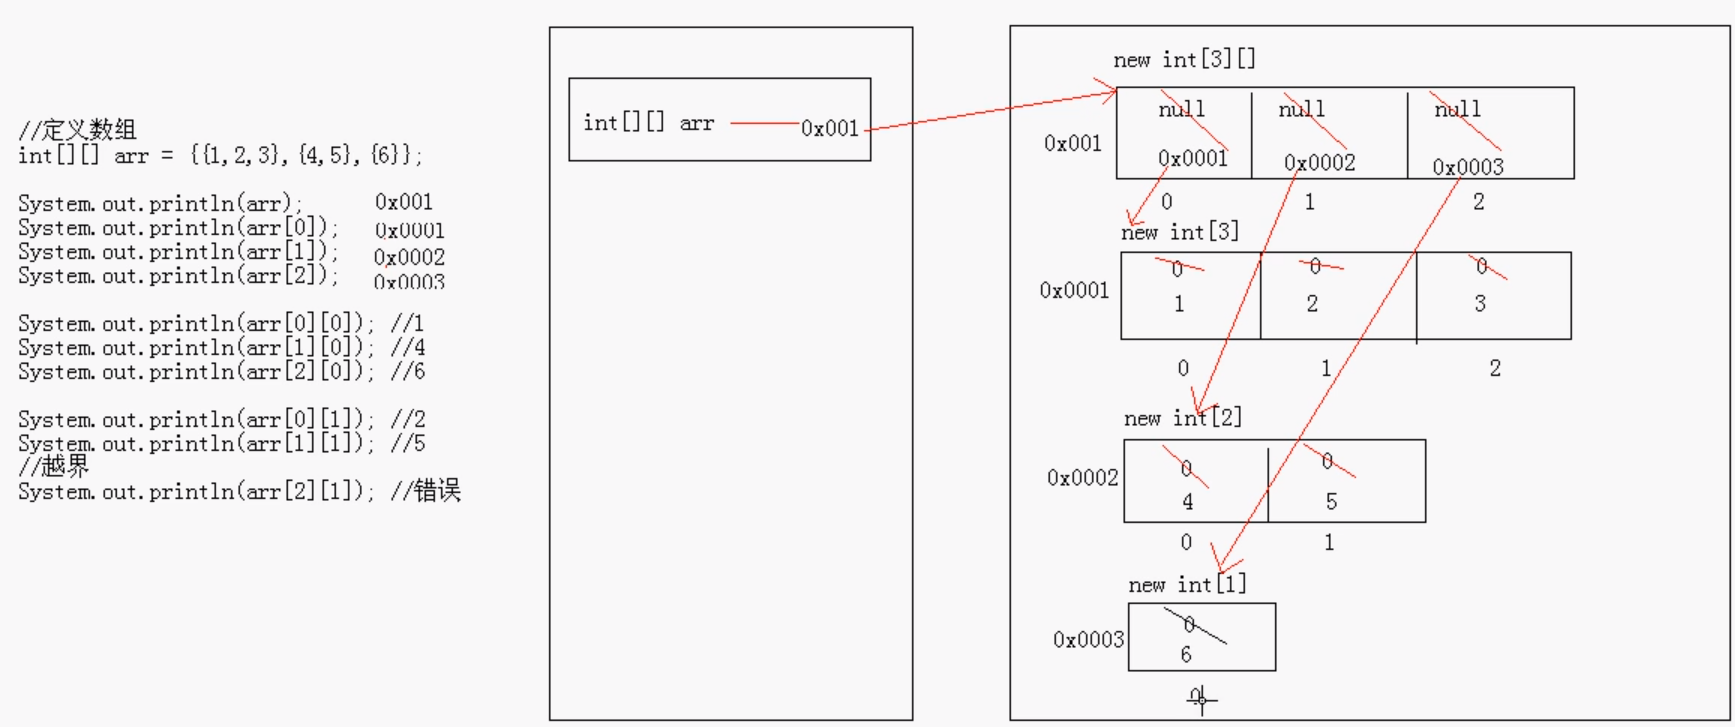 //定义数组
int[][] arr = {{1,2,3},{4,5},{6}};
System.out.println(arr); 0x001
System.out.println(arr[0]); 0x0001
System.out.println(arr[1]); 0x0002
System.out.println(arr[2]); 0x0003
System.out.println(arr[0][0]); //1
System.out.println(arr[1][0]); //4
System.out.println(arr[2][0]); //6
System.out.println(arr[0][1]); //2
System.out.println(arr[1][1]); //5
//越界
System.out.println(arr[2][1]); //错误
int[][] arr 0x001
new int[3][]
null null null
0x001 0x0001 0x0002 0x0003
0 1 2
new int[3]
0 0 0
0x0001 1 2 3
0 1 2
new int[2]
0 0
0x0002 4 5
0 1
new int[1]
0
0x0003 6
0